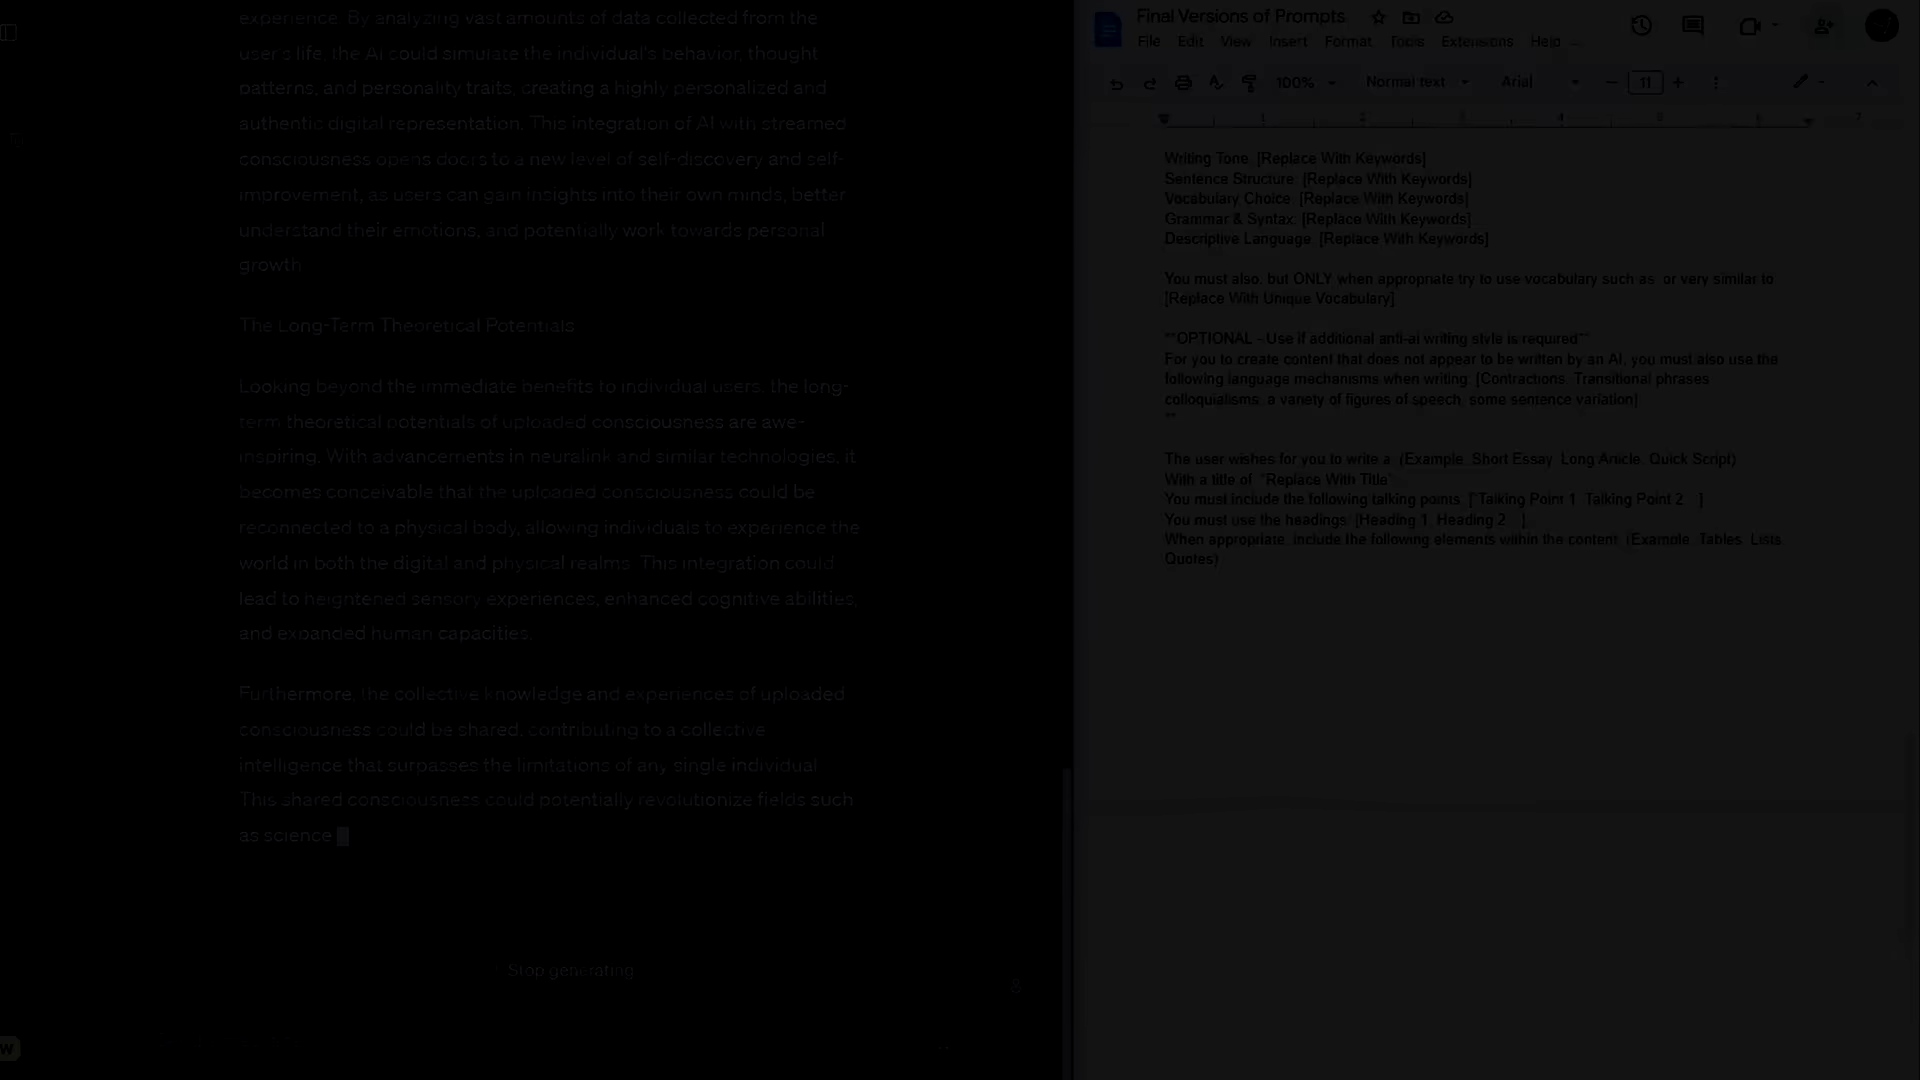 experience. By analyzing vast amounts of data collected from the
user's life, the AI could simulate the individual's behavior, thought
patterns, and personality traits, creating a highly personalized and
authentic digital representation. This integration of AI with streamed
consciousness opens doors to a new level of self-discovery and self-
improvement, as users can gain insights into their own minds, better
understand their emotions, and potentially work towards personal
growth.
The Long-Term Theoretical Potentials
Looking beyond the immediate benefits to individual users, the long-
term theoretical potentials of uploaded consciousness are awe-
inspiring. With advancements in neuralink and similar technologies, it
becomes conceivable that the uploaded consciousness could be
reconnected to a physical body, allowing individuals to experience the
world in both the digital and physical realms. This integration could
lead to heightened sensory experiences, enhanced cognitive abilities,
and expanded human capacities.
Furthermore, the collective knowledge and experiences of uploaded
consciousness could be shared, contributing to a collective
intelligence that surpasses the limitations of any single individual.
This shared consciousness could potentially revolutionize fields such
as science
Stop generating
W
Final Versions of Prompts
File Edit View Insert Format Tools Extensions Help
100% Normal text Arial 11
1 2 3 4 5 6 7
Writing Tone: [Replace With Keywords]
Sentence Structure: [Replace With Keywords]
Vocabulary Choice: [Replace With Keywords]
Grammar & Syntax: [Replace With Keywords]
Descriptive Language: [Replace With Keywords]
You must also, but ONLY when appropriate try to use vocabulary such as, or very similar to
[Replace With Unique Vocabulary]
**OPTIONAL - Use if additional anti-ai writing style is required**
For you to create content that does not appear to be written by an AI, you must also use the
following language mechanisms when writing: [Contractions, Transitional phrases,
colloquialisms, a variety of figures of speech, some sentence variation]
**
The user wishes for you to write a: (Example: Short Essay, Long Article, Quick Script)
With a title of: "Replace With Title"
You must include the following talking points: ["Talking Point 1, Talking Point 2...]
You must use the headings: [Heading 1, Heading 2...]
When appropriate, include the following elements within the content: (Example: Tables, Lists,
Quotes)